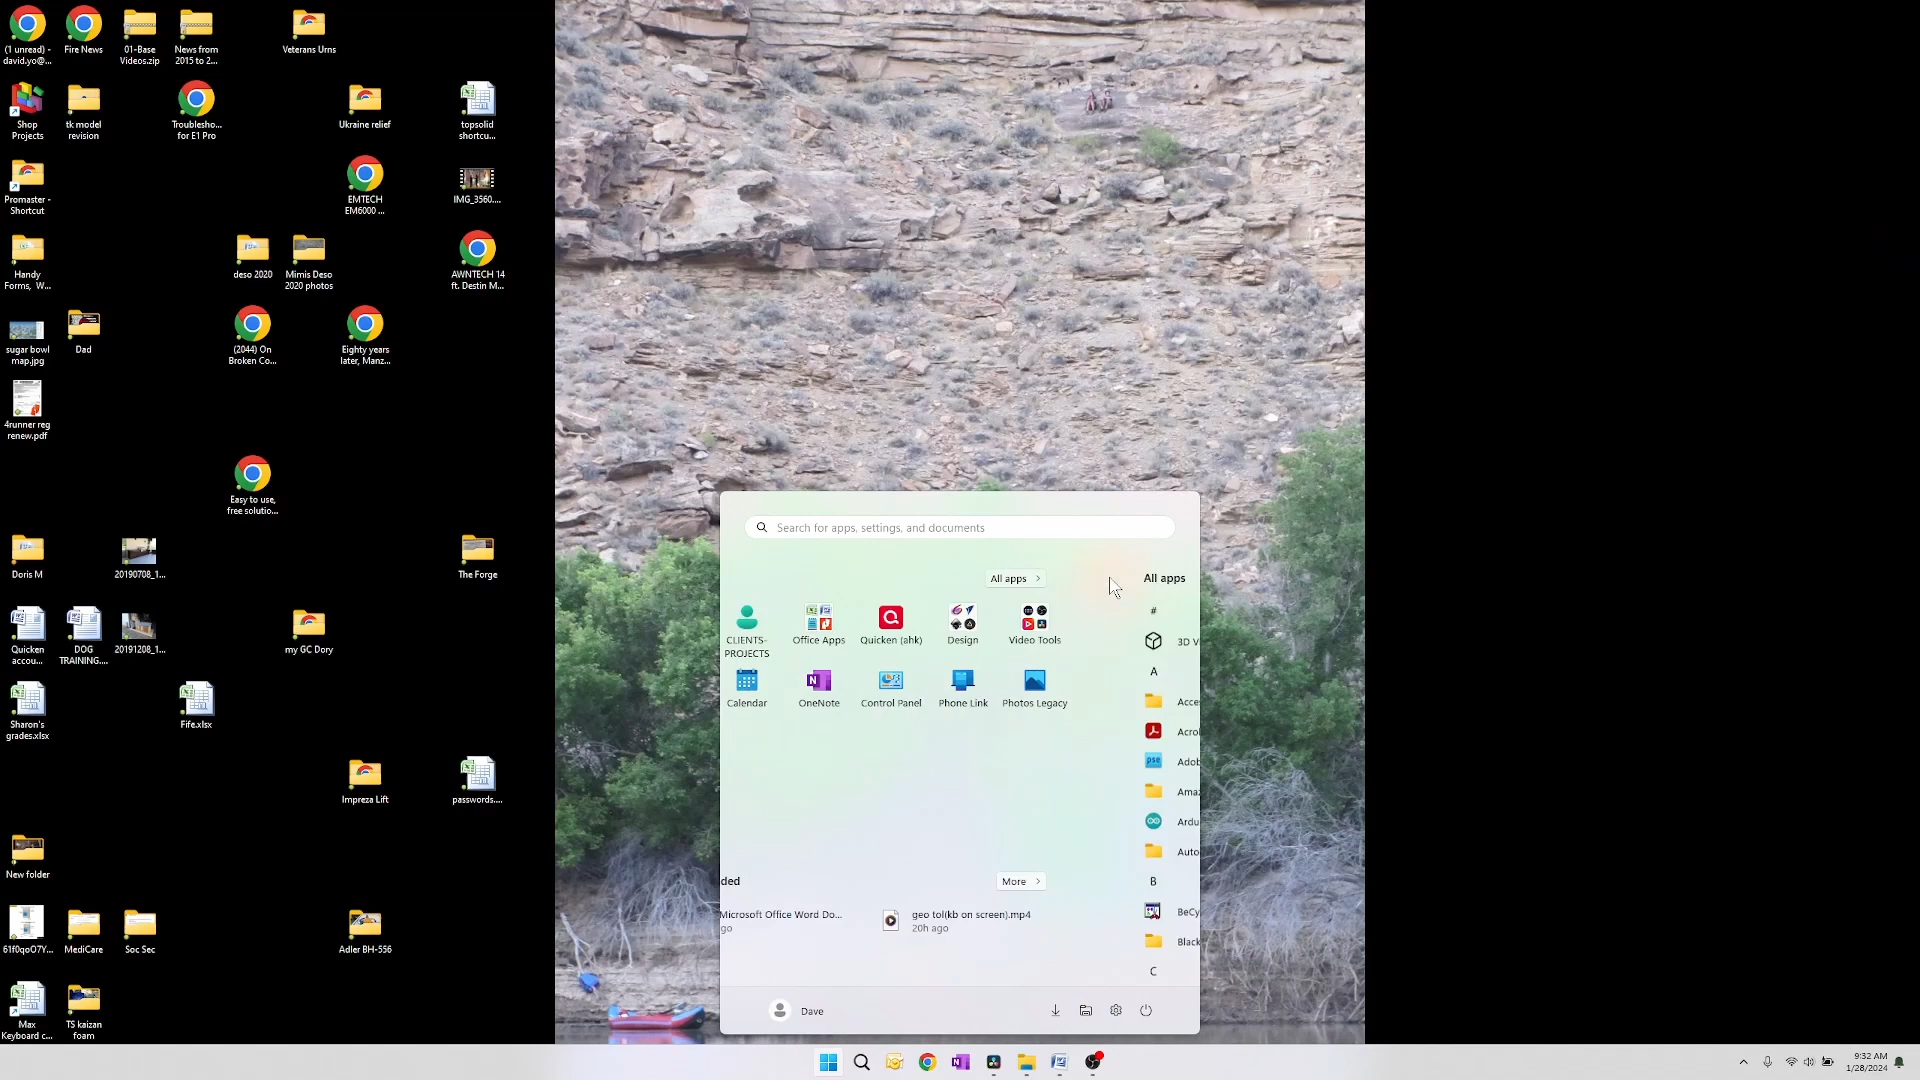 (1 unread) -
david.yo@...
Fire News
01-Base
Videos.zip
News from
2015 to 2...
Veterans Urns
Shop
Projects
tk model
revision
Troublesho...
for E1 Pro
Ukraine relief
topsolid
shortcu...
Promaster -
Shortcut
EMTECH
EM6000 ...
IMG_3560....
Handy
Forms, W...
deso 2020
Mimis Deso
2020 photos
AWNTECH 14
ft. Destin M...
sugar bowl
map.jpg
Dad
(2044) On
Broken Co...
Eighty years
later, Manz...
4runner reg
renew.pdf
Easy to use,
free solutio...
Doris M
20190708_1...
The Forge
Quicken
accou...
DOG
TRAINING....
20191208_1...
my GC Dory
Sharon's
grades.xlsx
Fife.xlsx
Impreza Lift
passwords....
New folder
61f0qoO7Y...
MediCare
Soc Sec
Adler BH-556
Max
Keyboard c...
TS kaizan
foam
Search for apps, settings, and documents
All apps >
All apps
#
3D V
A
Acce
Acrol
Adob
Amaz
Ardu
Auto
B
BeCy
Black
C
CLIENTS-
PROJECTS
Office Apps
Quicken (ahk)
Design
Video Tools
Calendar
OneNote
Control Panel
Phone Link
Photos Legacy
ded
More >
Microsoft Office Word Do...
go
geo tol(kb on screen).mp4
20h ago
Dave
9:32 AM
1/28/2024